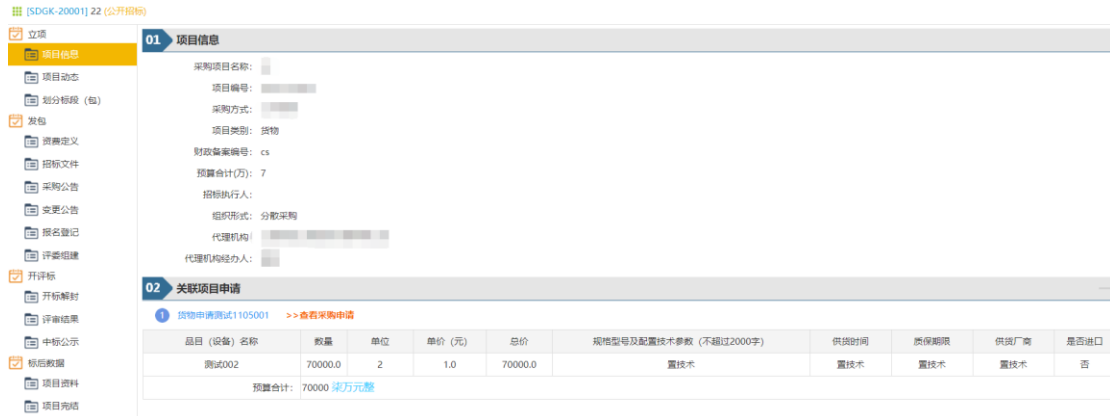 [SDGK-20001] 22 (公开招标)
立项
项目信息
项目动态
划分标段（包）
发包
资费定义
招标文件
采购公告
变更公告
报名登记
评委组建
开评标
开标解封
评审结果
中标公示
标后数据
项目资料
项目完结
01 项目信息
采购项目名称:
项目编号:
采购方式:
项目类别: 货物
财政备案编号: cs
预算合计(万): 7
招标执行人:
组织形式: 分散采购
代理机构
代理机构经办人:
02 关联项目申请
1 货物申请测试1105001 >>查看采购申请
品目（设备）名称 数量 单位 单价（元） 总价 规格型号及配置技术参数（不超过2000字） 供货时间 质保期限 供货厂商 是否进口
测试002 70000.0 2 1.0 70000.0 置技术 置技术 置技术 置技术 否
预算合计: 70000 柒万元整